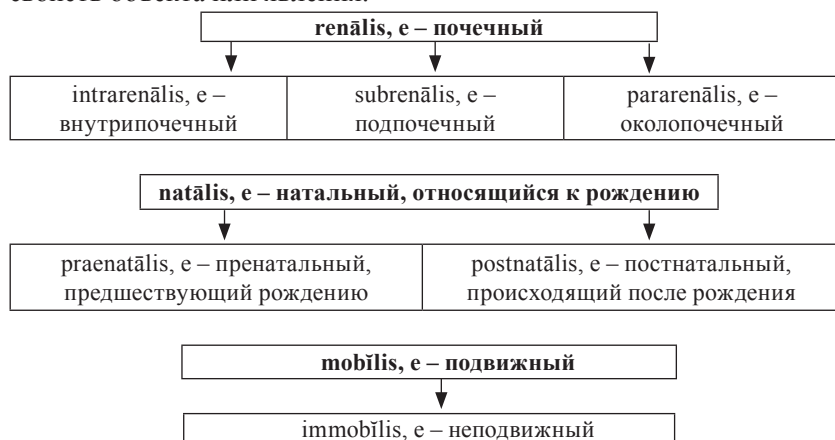 renālis, e – почечный
intrarenālis, e –
внутрипочечный
subrenālis, e –
подпочечный
pararenālis, e –
околопочечный
natālis, e – натальный, относящийся к рождению
praenatālis, e – пренатальный,
предшествующий рождению
postnatālis, e – постнатальный,
происходящий после рождения
mobĭlis, e – подвижный
immobĭlis, e – неподвижный